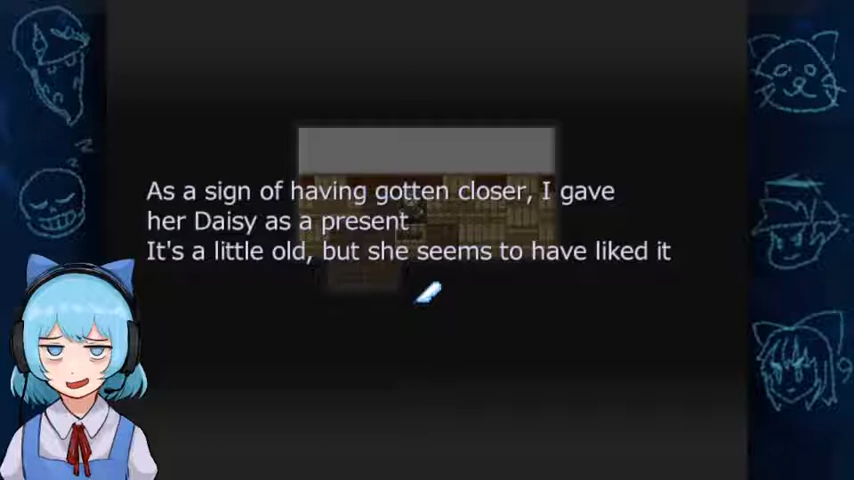 As a sign of having gotten closer, I gave
her Daisy as a present
It's a little old, but she seems to have liked it